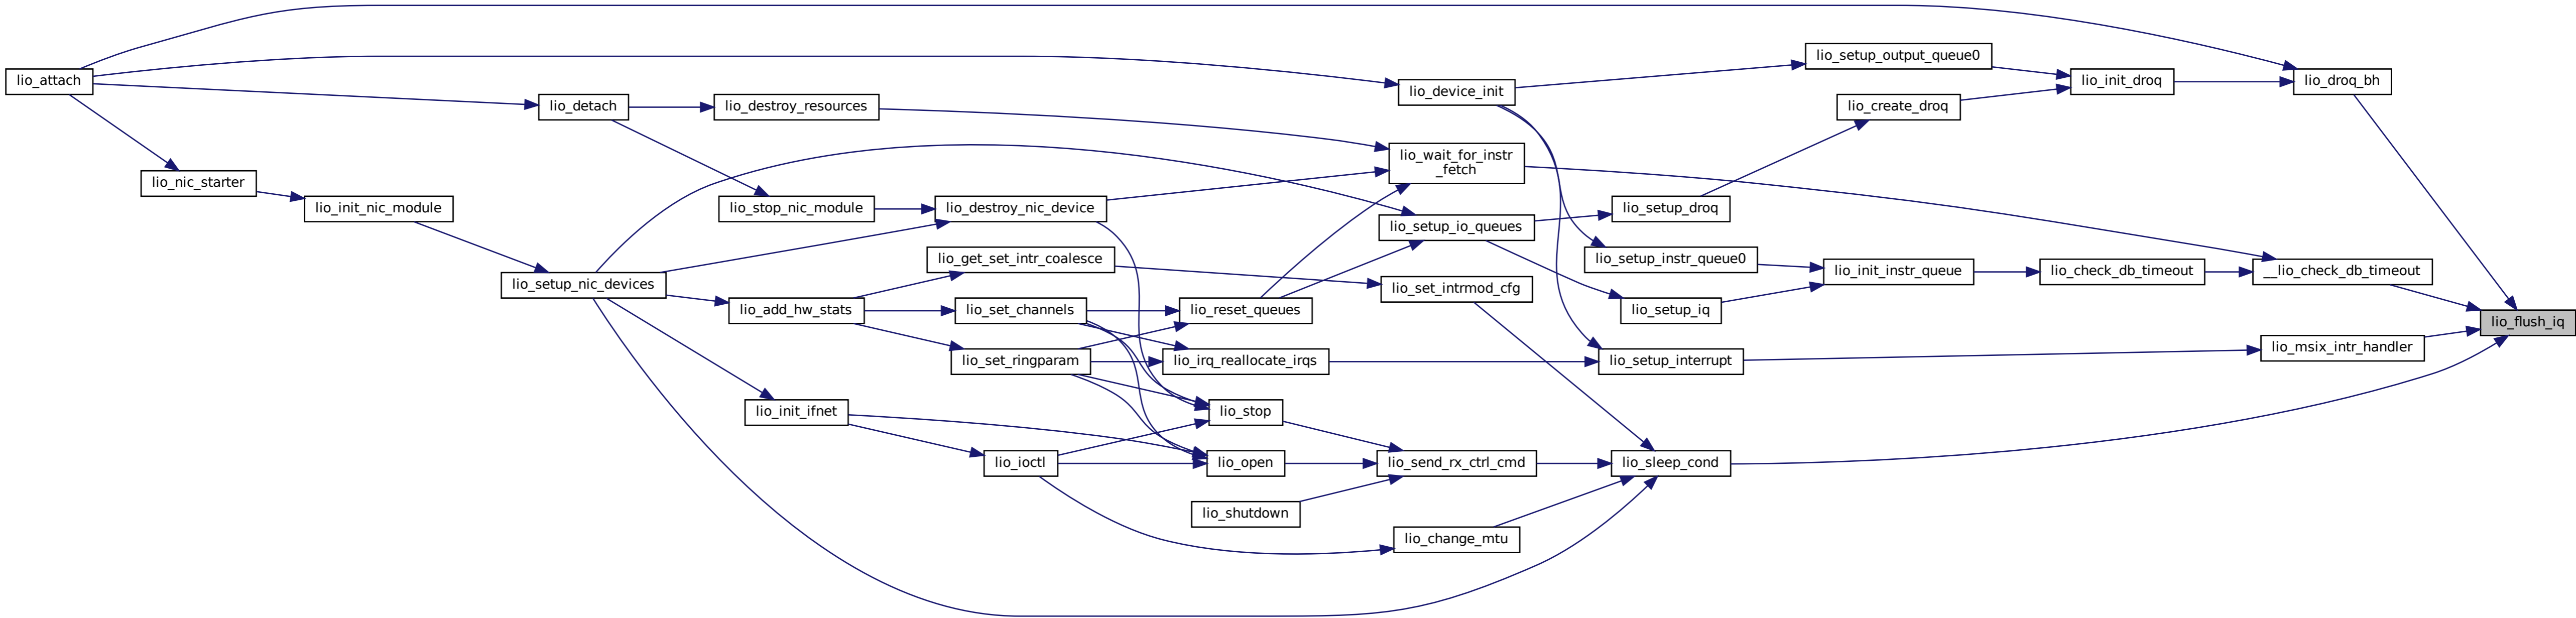 lio_attach
lio_nic_starter
lio_init_nic_module
lio_detach
lio_setup_nic_devices
lio_destroy_resources
lio_stop_nic_module
lio_add_hw_stats
lio_init_ifnet
lio_destroy_nic_device
lio_get_set_intr_coalesce
lio_set_channels
lio_set_ringparam
lio_ioctl
lio_reset_queues
lio_irq_reallocate_irqs
lio_stop
lio_open
lio_shutdown
lio_device_init
lio_wait_for_instr
_fetch
lio_setup_io_queues
lio_set_intrmod_cfg
lio_send_rx_ctrl_cmd
lio_change_mtu
lio_setup_droq
lio_setup_instr_queue0
lio_setup_iq
lio_setup_interrupt
lio_sleep_cond
lio_setup_output_queue0
lio_create_droq
lio_init_instr_queue
lio_init_droq
lio_check_db_timeout
lio_droq_bh
__lio_check_db_timeout
lio_msix_intr_handler
lio_flush_iq